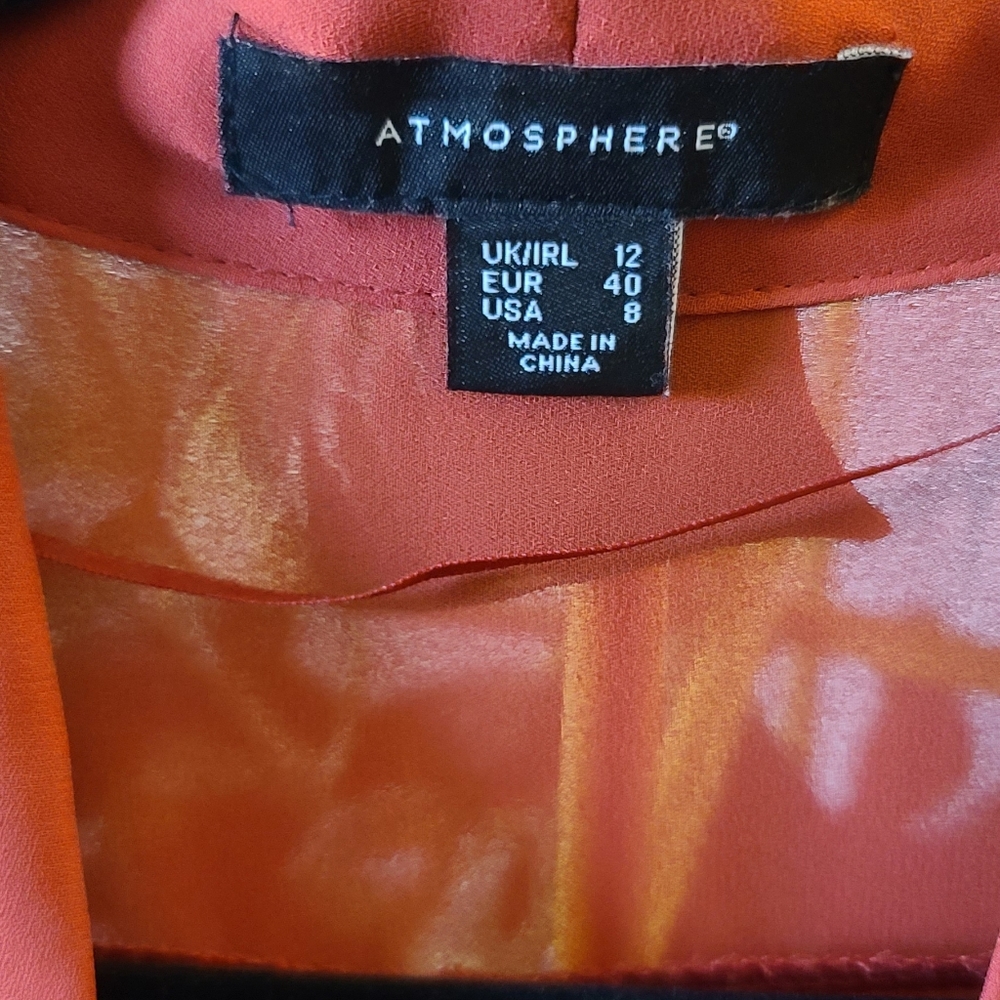 ATMOSPHERE®
UK/IRL 12
EUR 40
USA 8
MADE IN
CHINA